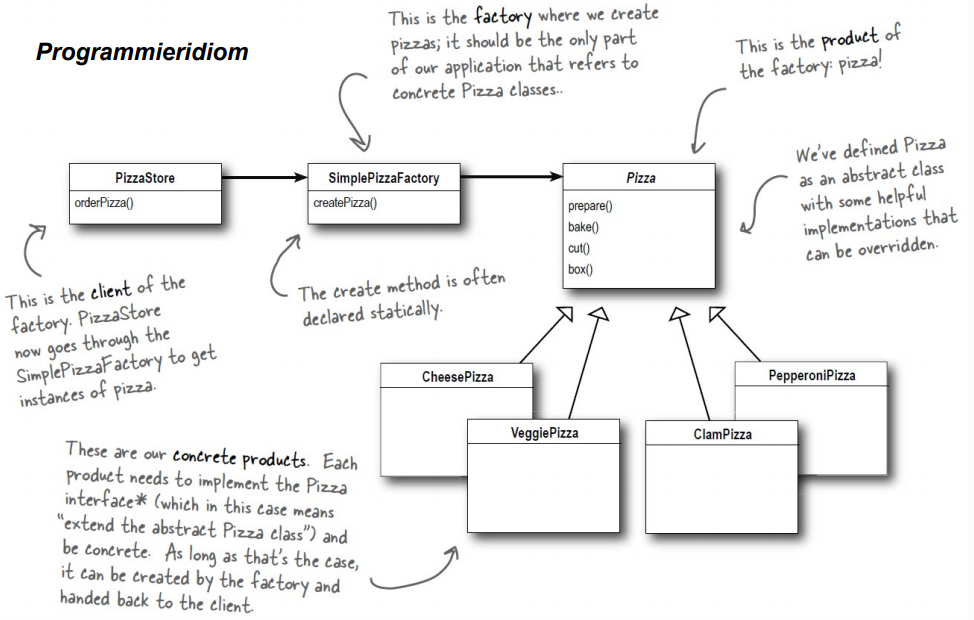 Programmieridiom
This is the factory where we create
pizzas; it should be the only part
of our application that refers to
concrete Pizza classes..
This is the product of
the factory: pizza!
We've defined Pizza
as an abstract class
with some helpful
implementations that
can be overridden.
PizzaStore
orderPizza()
SimplePizzaFactory
createPizza()
Pizza
prepare()
bake()
cut()
box()
This is the client of the
factory. PizzaStore
now goes through the
SimplePizzaFactory to get
instances of pizza.
The create method is often
declared statically.
CheesePizza
VeggiePizza
ClamPizza
PepperoniPizza
These are our concrete products. Each
product needs to implement the Pizza
interface* (which in this case means
"extend the abstract Pizza class") and
be concrete. As long as that's the case,
it can be created by the factory and
handed back to the client.